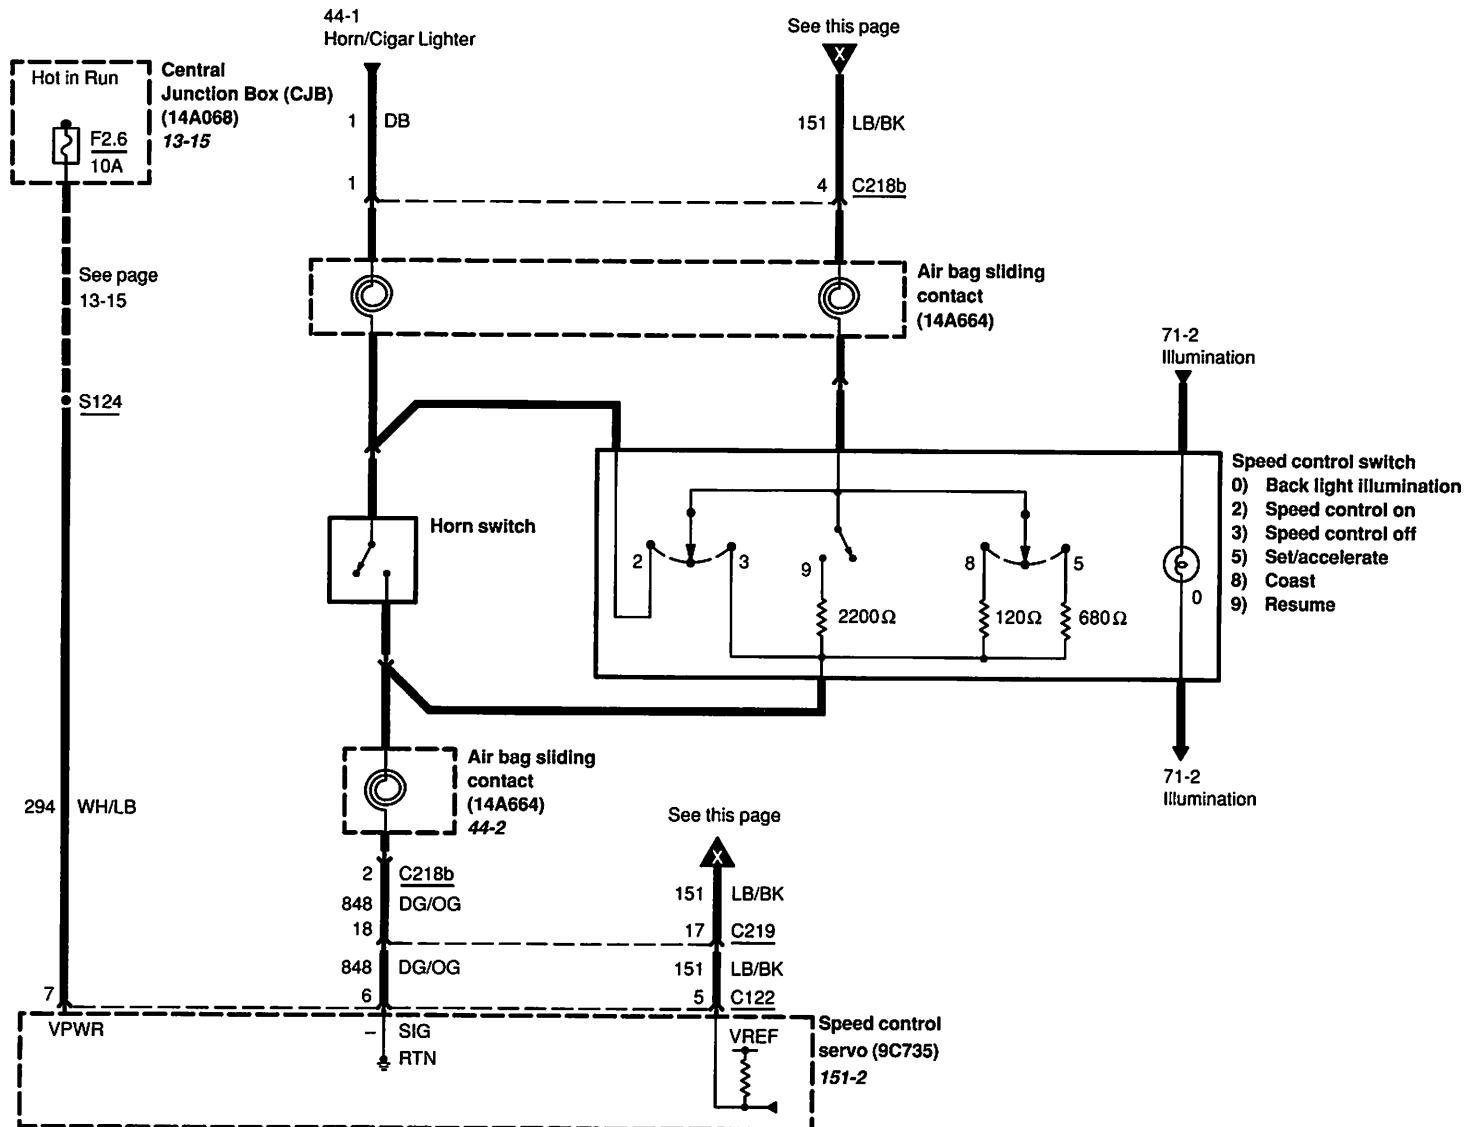 44-1
Horn/Cigar Lighter
See this page
X
Hot in Run
F2.6
10A
Central
Junction Box (CJB)
(14A068)
13-15
1 DB
1
151 LB/BK
4 C218b
See page
13-15
S124
Air bag sliding
contact
(14A664)
71-2
Illumination
Horn switch
2
3
9
2200Ω
8
120Ω
5
680Ω
0
Speed control switch
0) Back light illumination
2) Speed control on
3) Speed control off
5) Set/accelerate
8) Coast
9) Resume
71-2
Illumination
Air bag sliding
contact
(14A664)
44-2
294 WH/LB
See this page
X
2 C218b
848 DG/OG
18
151 LB/BK
17 C219
848 DG/OG
151 LB/BK
7
6
5 C122
VPWR
– SIG
RTN
VREF
Speed control
servo (9C735)
151-2